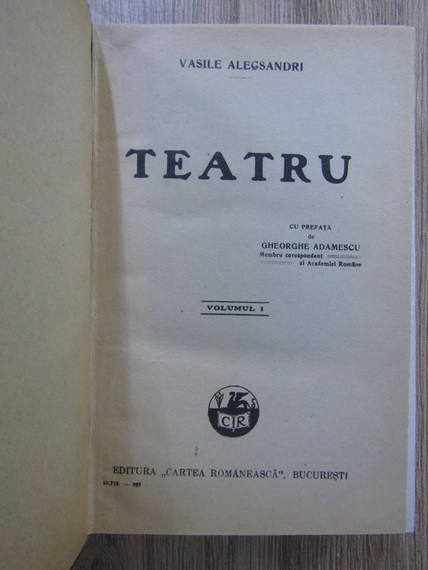 VASILE ALECSANDRI
TEATRU
CU PREFAȚA
de
GHEORGHE ADAMESCU
Membru corespondent
al Academiei Române
VOLUMUL I
CR
EDITURA „CARTEA ROMÂNEASCĂ", BUCUREȘTI